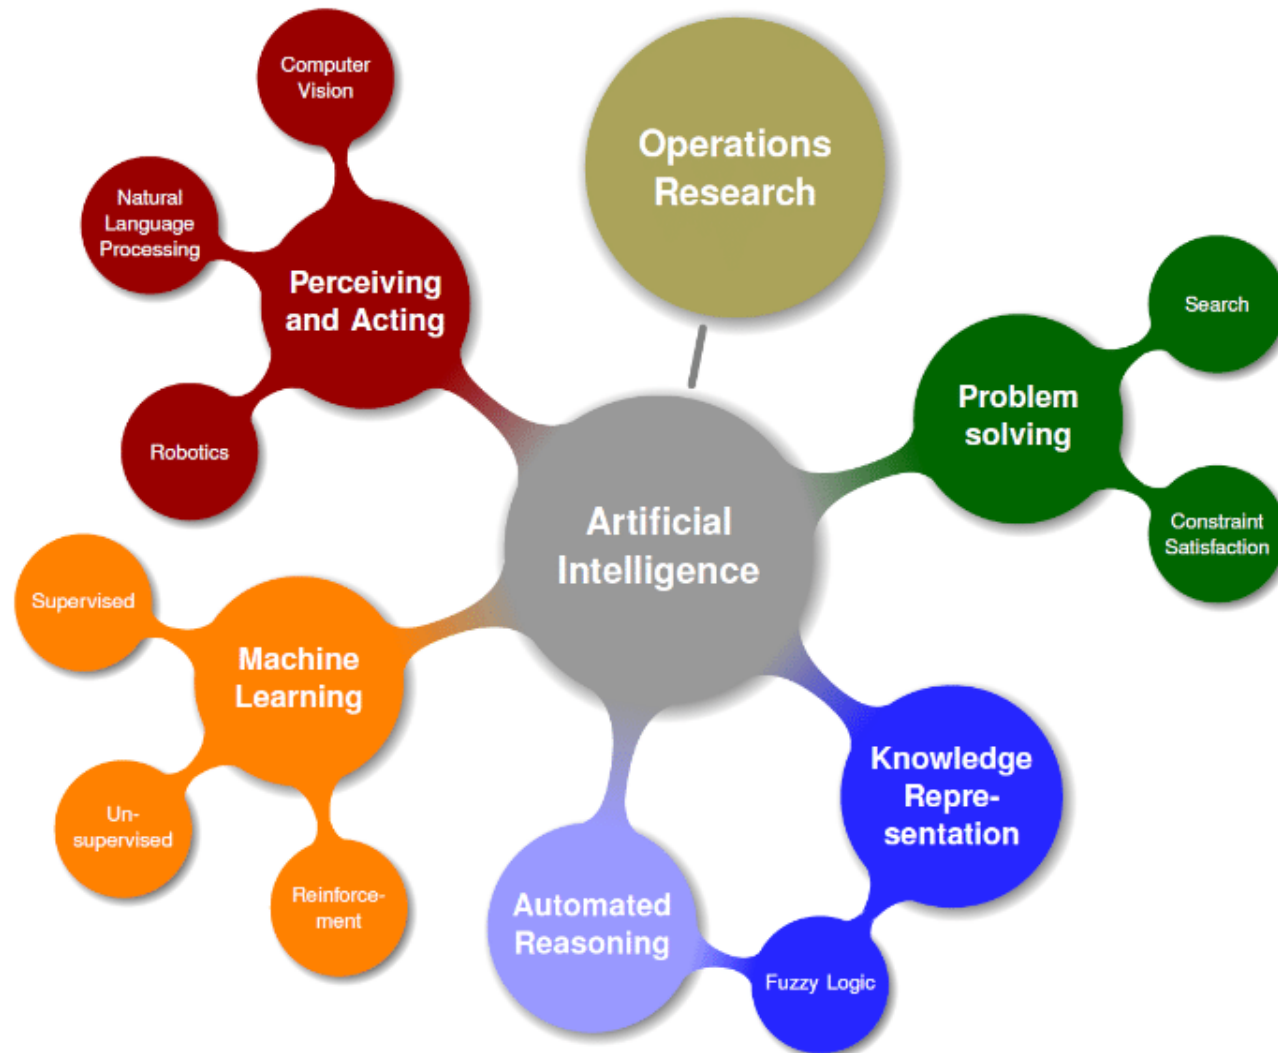 Computer
Vision
Operations
Research
Natural
Language
Processing
Perceiving
and Acting
Search
Problem
solving
Robotics
Artificial
Intelligence
Constraint
Satisfaction
Supervised
Machine
Learning
Knowledge
Repre-
sentation
Un-
supervised
Reinforce-
ment
Automated
Reasoning
Fuzzy Logic